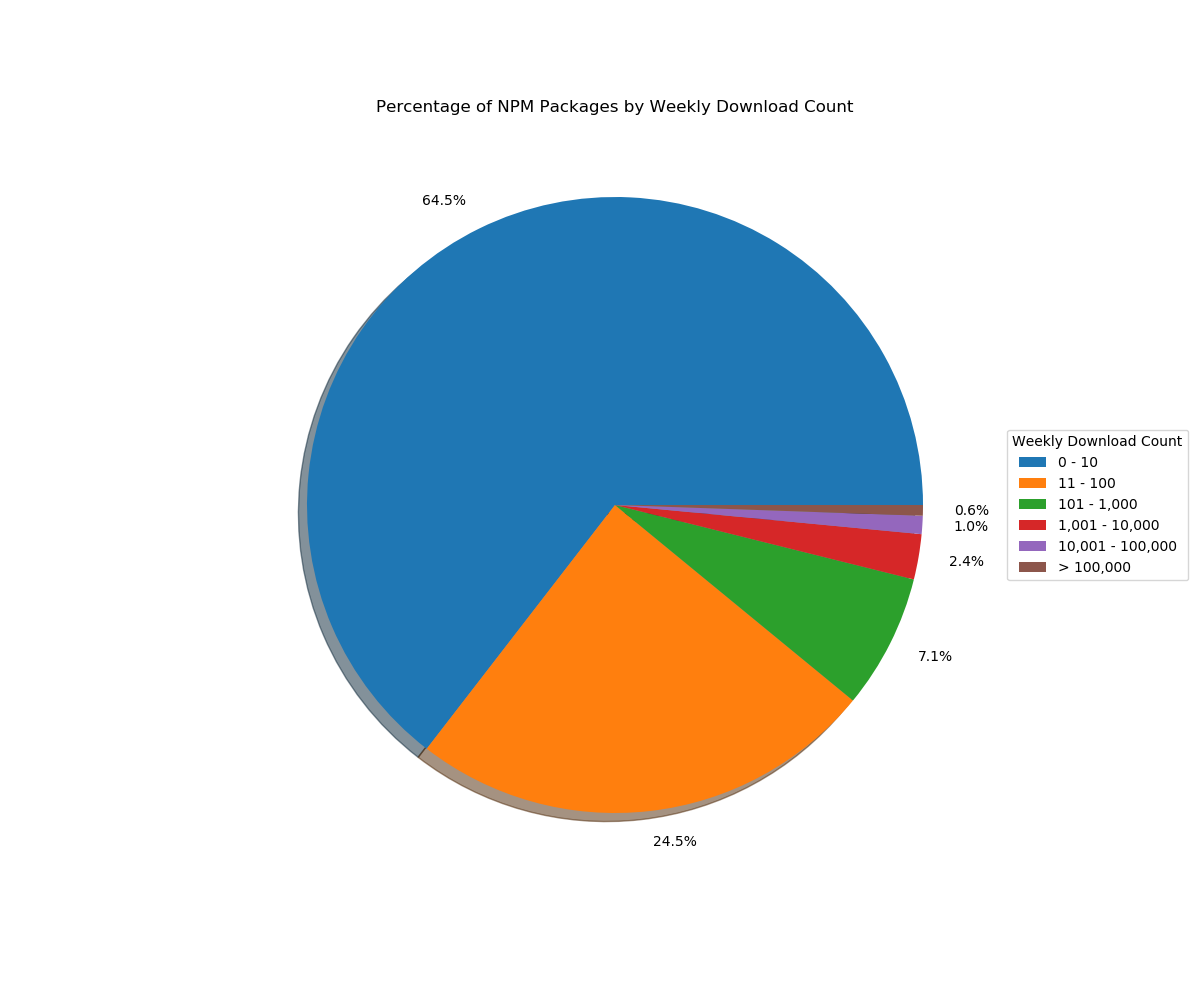 Percentage of NPM Packages by Weekly Download Count
64.5%
Weekly Download Count
0 - 10
11 - 100
101 - 1,000
1,001 - 10,000
10,001 - 100,000
> 100,000
0.6%
1.0%
2.4%
7.1%
24.5%